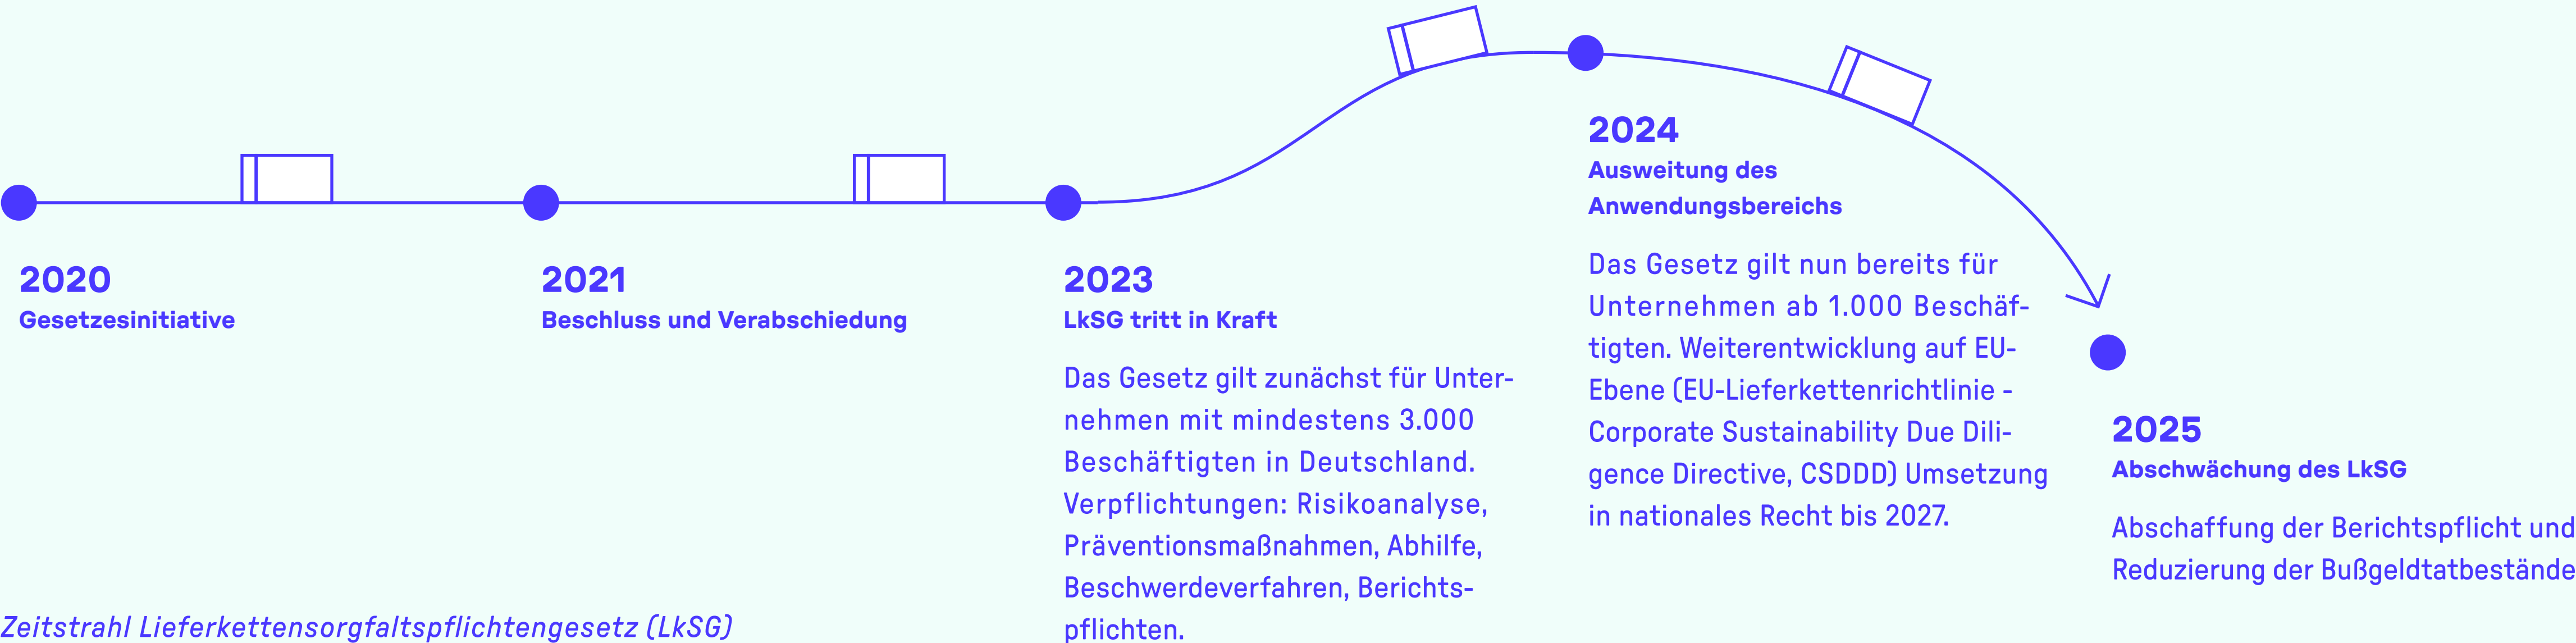 2020
Gesetzesinitiative
2021
Beschluss und Verabschiedung
2023
LkSG tritt in Kraft
Das Gesetz gilt zunächst für Unter-
nehmen mit mindestens 3.000
Beschäftigten in Deutschland.
Verpflichtungen: Risikoanalyse,
Präventionsmaßnahmen, Abhilfe,
Beschwerdeverfahren, Berichts-
pflichten.
2024
Ausweitung des
Anwendungsbereichs
Das Gesetz gilt nun bereits für
Unternehmen ab 1.000 Beschäf-
tigten. Weiterentwicklung auf EU-
Ebene (EU-Lieferkettenrichtlinie -
Corporate Sustainability Due Dili-
gence Directive, CSDDD) Umsetzung
in nationales Recht bis 2027.
2025
Abschwächung des LkSG
Abschaffung der Berichtspflicht und
Reduzierung der Bußgeldtatbestände
Zeitstrahl Lieferkettensorgfaltspflichtengesetz (LkSG)